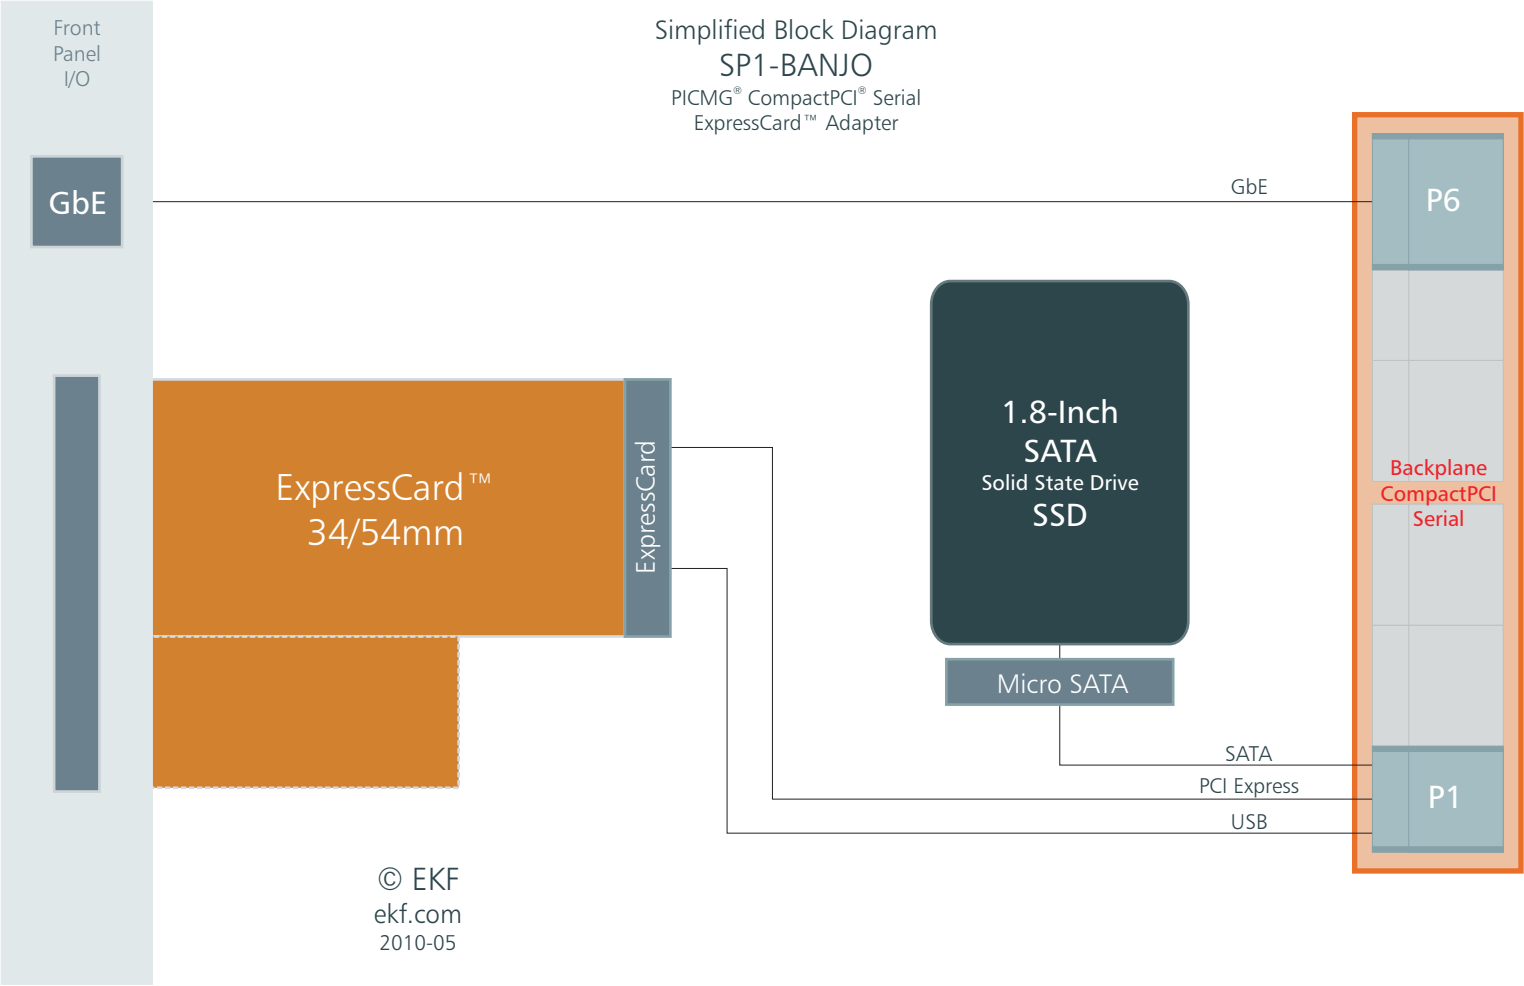 Front
Panel
I/O
Simplified Block Diagram
SP1-BANJO
PICMG® CompactPCI® Serial
ExpressCard™ Adapter
GbE
GbE
P6
1.8-Inch
SATA
Solid State Drive
SSD
Backplane
CompactPCI
Serial
ExpressCard™
34/54mm
ExpressCard
Micro SATA
SATA
PCI Express
USB
P1
© EKF
ekf.com
2010-05